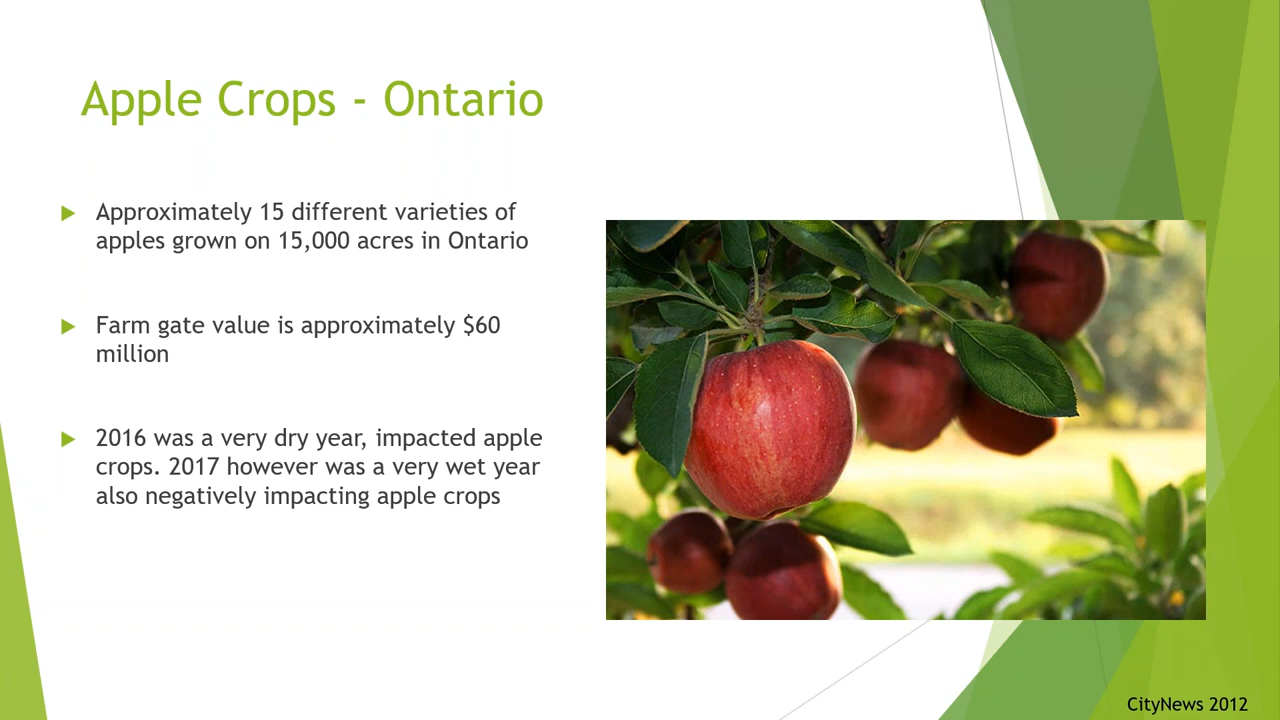 Apple Crops - Ontario
Approximately 15 different varieties of
apples grown on 15,000 acres in Ontario
Farm gate value is approximately $60
million
2016 was a very dry year, impacted apple
crops. 2017 however was a very wet year
also negatively impacting apple crops
CityNews 2012